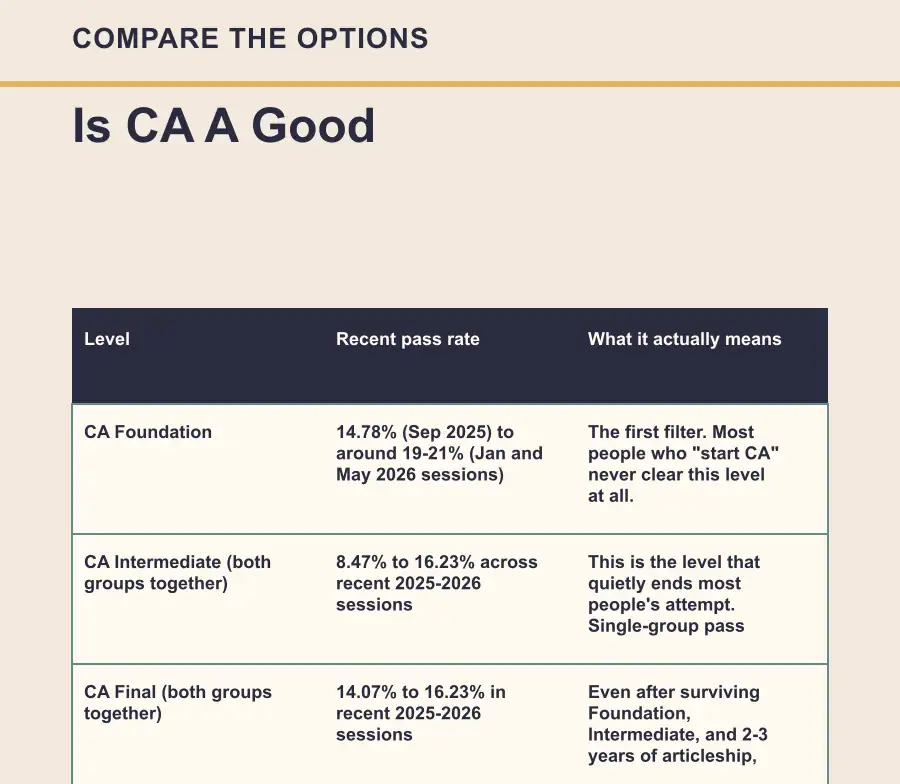 COMPARE THE OPTIONS
Is CA A Good
Level
Recent pass rate
What it actually means
CA Foundation
14.78% (Sep 2025) to
around 19-21% (Jan and
May 2026 sessions)
The first filter. Most
people who "start CA"
never clear this level
at all.
CA Intermediate (both
groups together)
8.47% to 16.23% across
recent 2025-2026
sessions
This is the level that
quietly ends most
people's attempt.
Single-group pass
CA Final (both groups
together)
14.07% to 16.23% in
recent 2025-2026
sessions
Even after surviving
Foundation,
Intermediate, and 2-3
years of articleship,